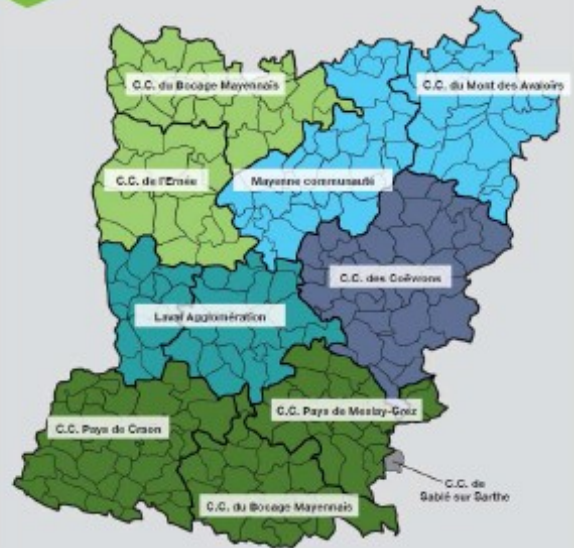 C.C. du Bocage Mayennais
C.C. du Mont des Avaloirs
C.C. de l'Ernée
Mayenne communauté
C.C. des Coëvrons
Laval Agglomération
C.C. Pays de Meslay-Grez
C.C. Pays de Craon
C.C. de
Sablé sur Sarthe
C.C. du Bocage Mayennais